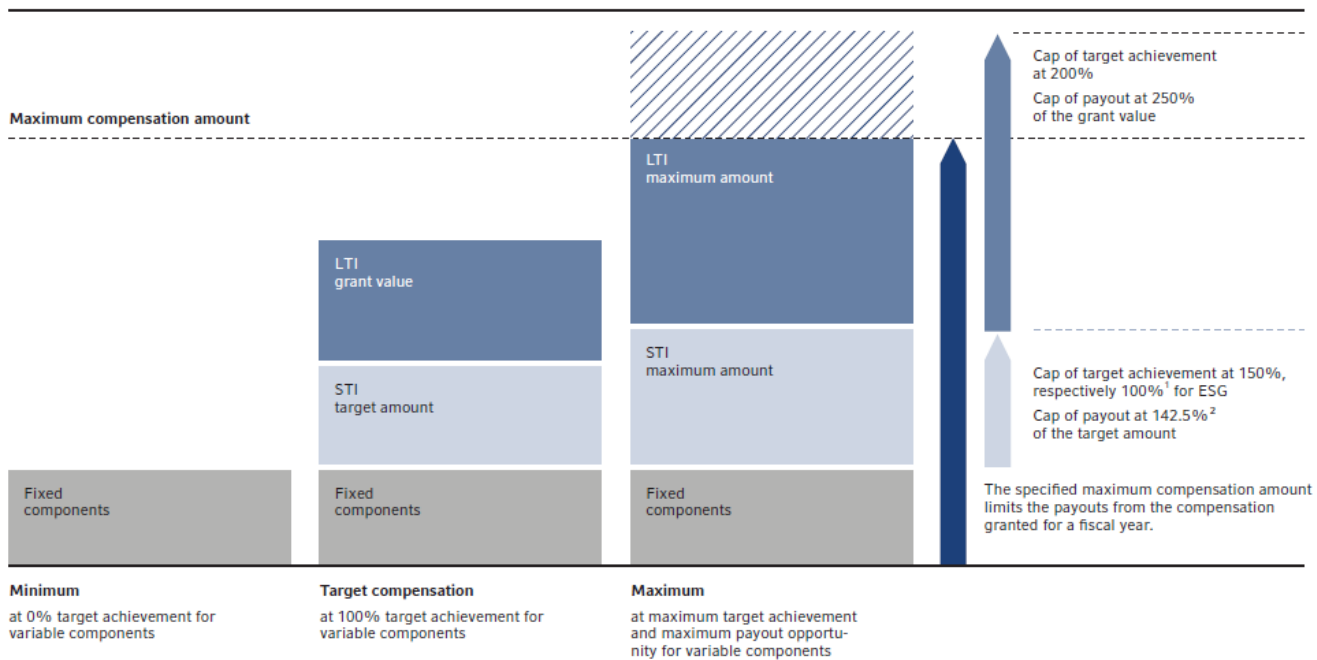 Maximum compensation amount
Cap of target achievement
at 200%
Cap of payout at 250%
of the grant value
LTI
maximum amount
LTI
grant value
STI
maximum amount
STI
target amount
Cap of target achievement at 150%,
respectively 100%¹ for ESG
Cap of payout at 142.5%²
of the target amount
Fixed
components
Fixed
components
Fixed
components
The specified maximum compensation amount
limits the payouts from the compensation
granted for a fiscal year.
Minimum
at 0% target achievement for
variable components
Target compensation
at 100% target achievement for
variable components
Maximum
at maximum target achievement
and maximum payout opportu-
nity for variable components